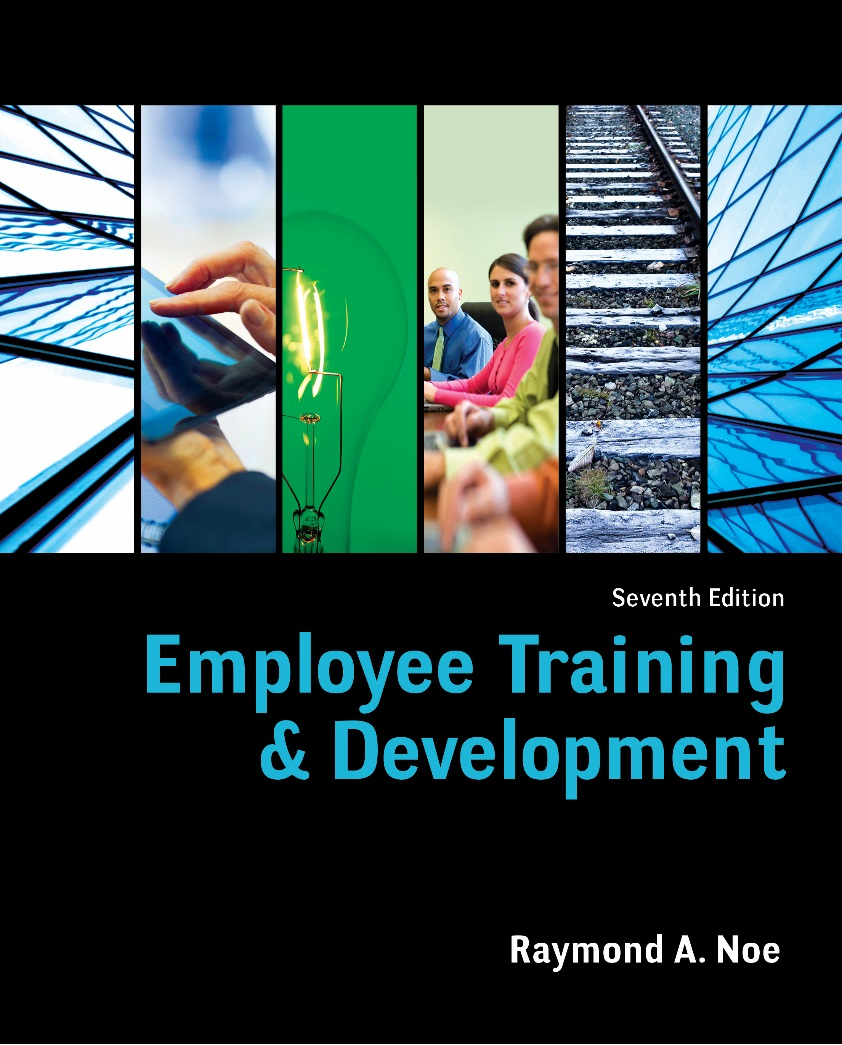 Seventh Edition
Employee Training
& Development
Raymond A. Noe